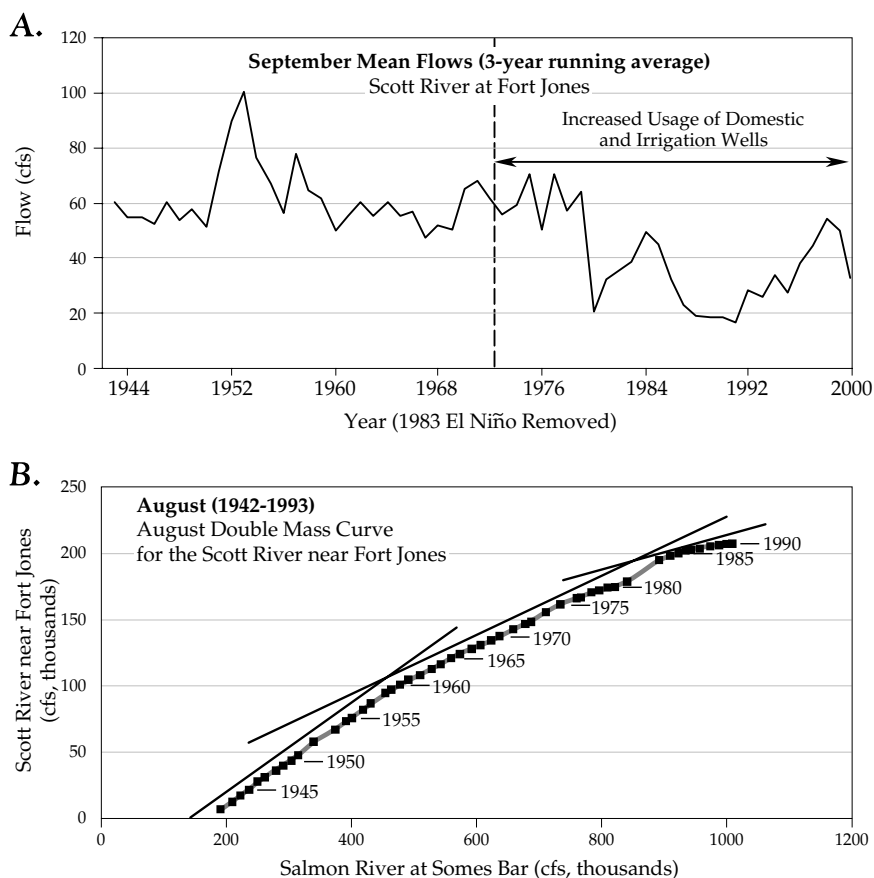 A.
September Mean Flows (3-year running average)
Scott River at Fort Jones
Increased Usage of Domestic
and Irrigation Wells
Flow (cfs)
120
100
80
60
40
20
0
1944 1952 1960 1968 1976 1984 1992 2000
Year (1983 El Niño Removed)
B.
August (1942-1993)
August Double Mass Curve
for the Scott River near Fort Jones
Scott River near Fort Jones
(cfs, thousands)
250
200
150
100
50
0
1990
1985
1980
1975
1970
1965
1960
1955
1950
1945
0 200 400 600 800 1000 1200
Salmon River at Somes Bar (cfs, thousands)